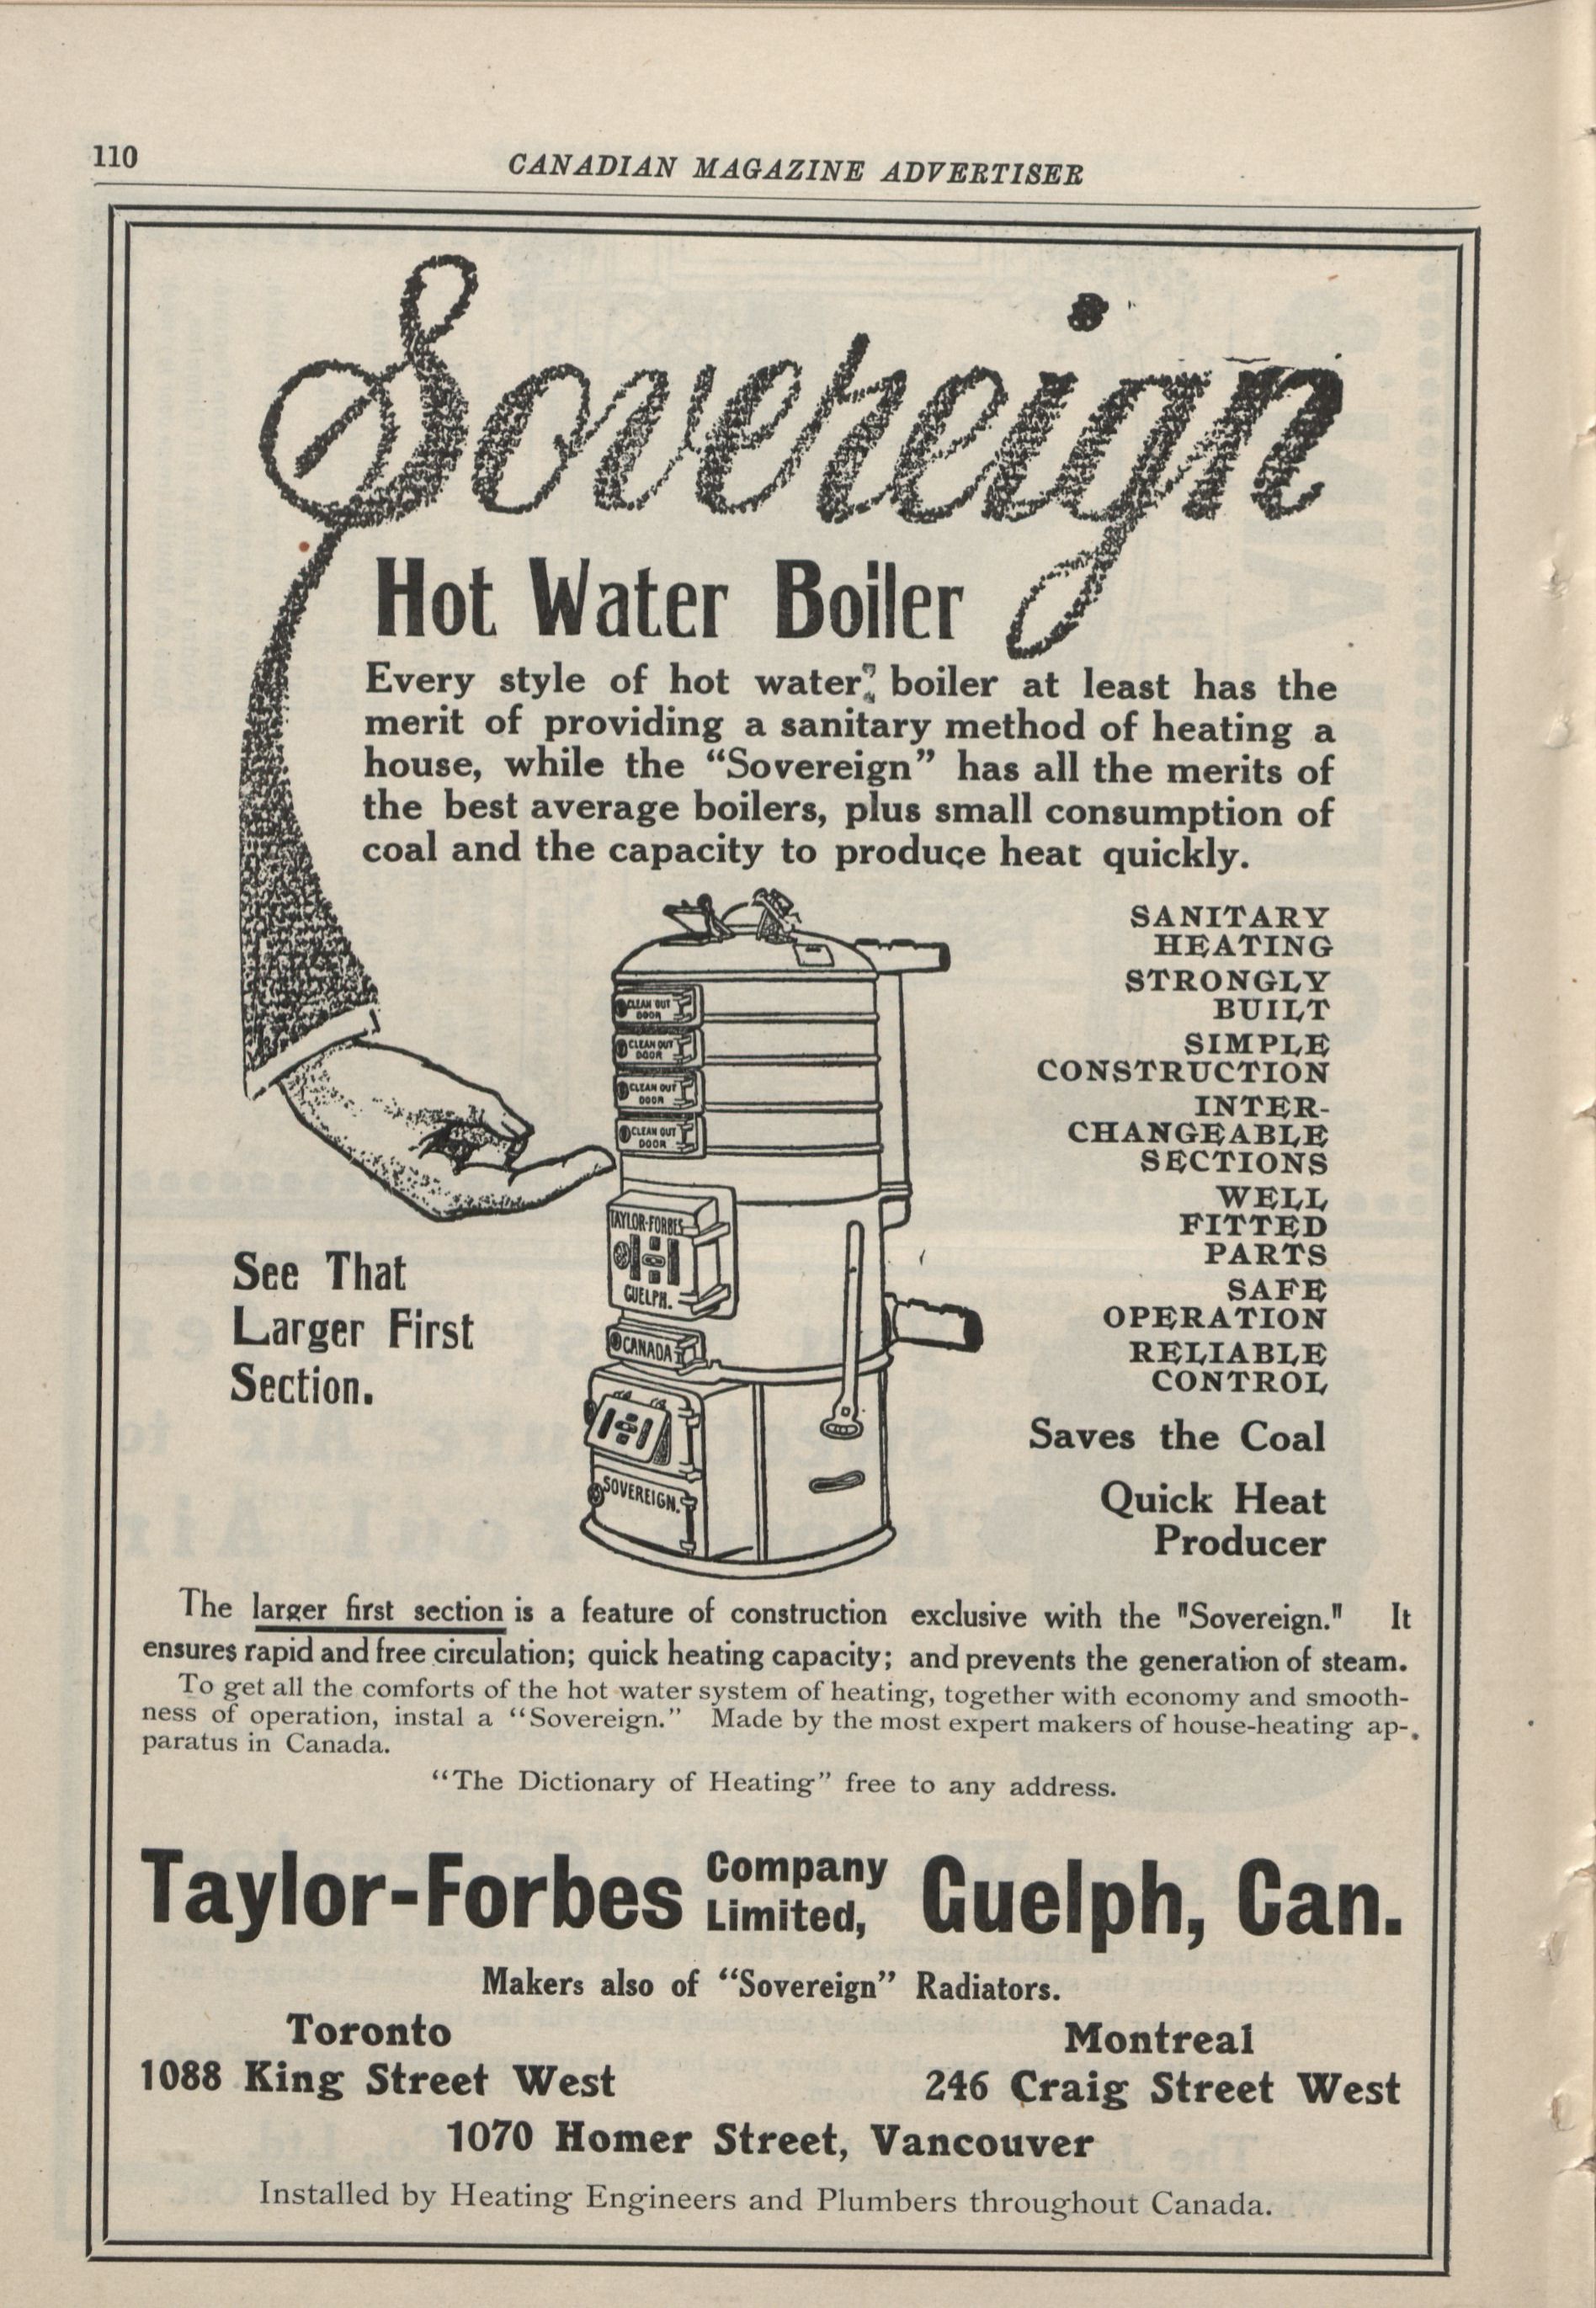 110
CANADIAN MAGAZINE ADVERTISER
Sovereign
Hot Water Boiler
Every style of hot water boiler at least has the
merit of providing a sanitary method of heating a
house, while the “Sovereign” has all the merits of
the best average boilers, plus small consumption of
coal and the capacity to produce heat quickly.
CLEAN OUT
DOOR
CLEAN OUT
DOOR
CLEAN OUT
DOOR
CLEAN OUT
DOOR
TAYLOR-FORBES
GUELPH.
CANADA
SOVEREIGN.
See That
Larger First
Section.
SANITARY
HEATING
STRONGLY
BUILT
SIMPLE
CONSTRUCTION
INTER-
CHANGEABLE
SECTIONS
WELL
FITTED
PARTS
SAFE
OPERATION
RELIABLE
CONTROL
Saves the Coal
Quick Heat
Producer
The larger first section is a feature of construction exclusive with the "Sovereign." It
ensures rapid and free circulation; quick heating capacity; and prevents the generation of steam.
To get all the comforts of the hot water system of heating, together with economy and smooth-
ness of operation, instal a “Sovereign.” Made by the most expert makers of house-heating ap-
paratus in Canada.
“The Dictionary of Heating” free to any address.
Taylor-Forbes Company Limited, Guelph, Can.
Makers also of “Sovereign” Radiators.
Toronto
1088 King Street West
Montreal
246 Craig Street West
1070 Homer Street, Vancouver
Installed by Heating Engineers and Plumbers throughout Canada.